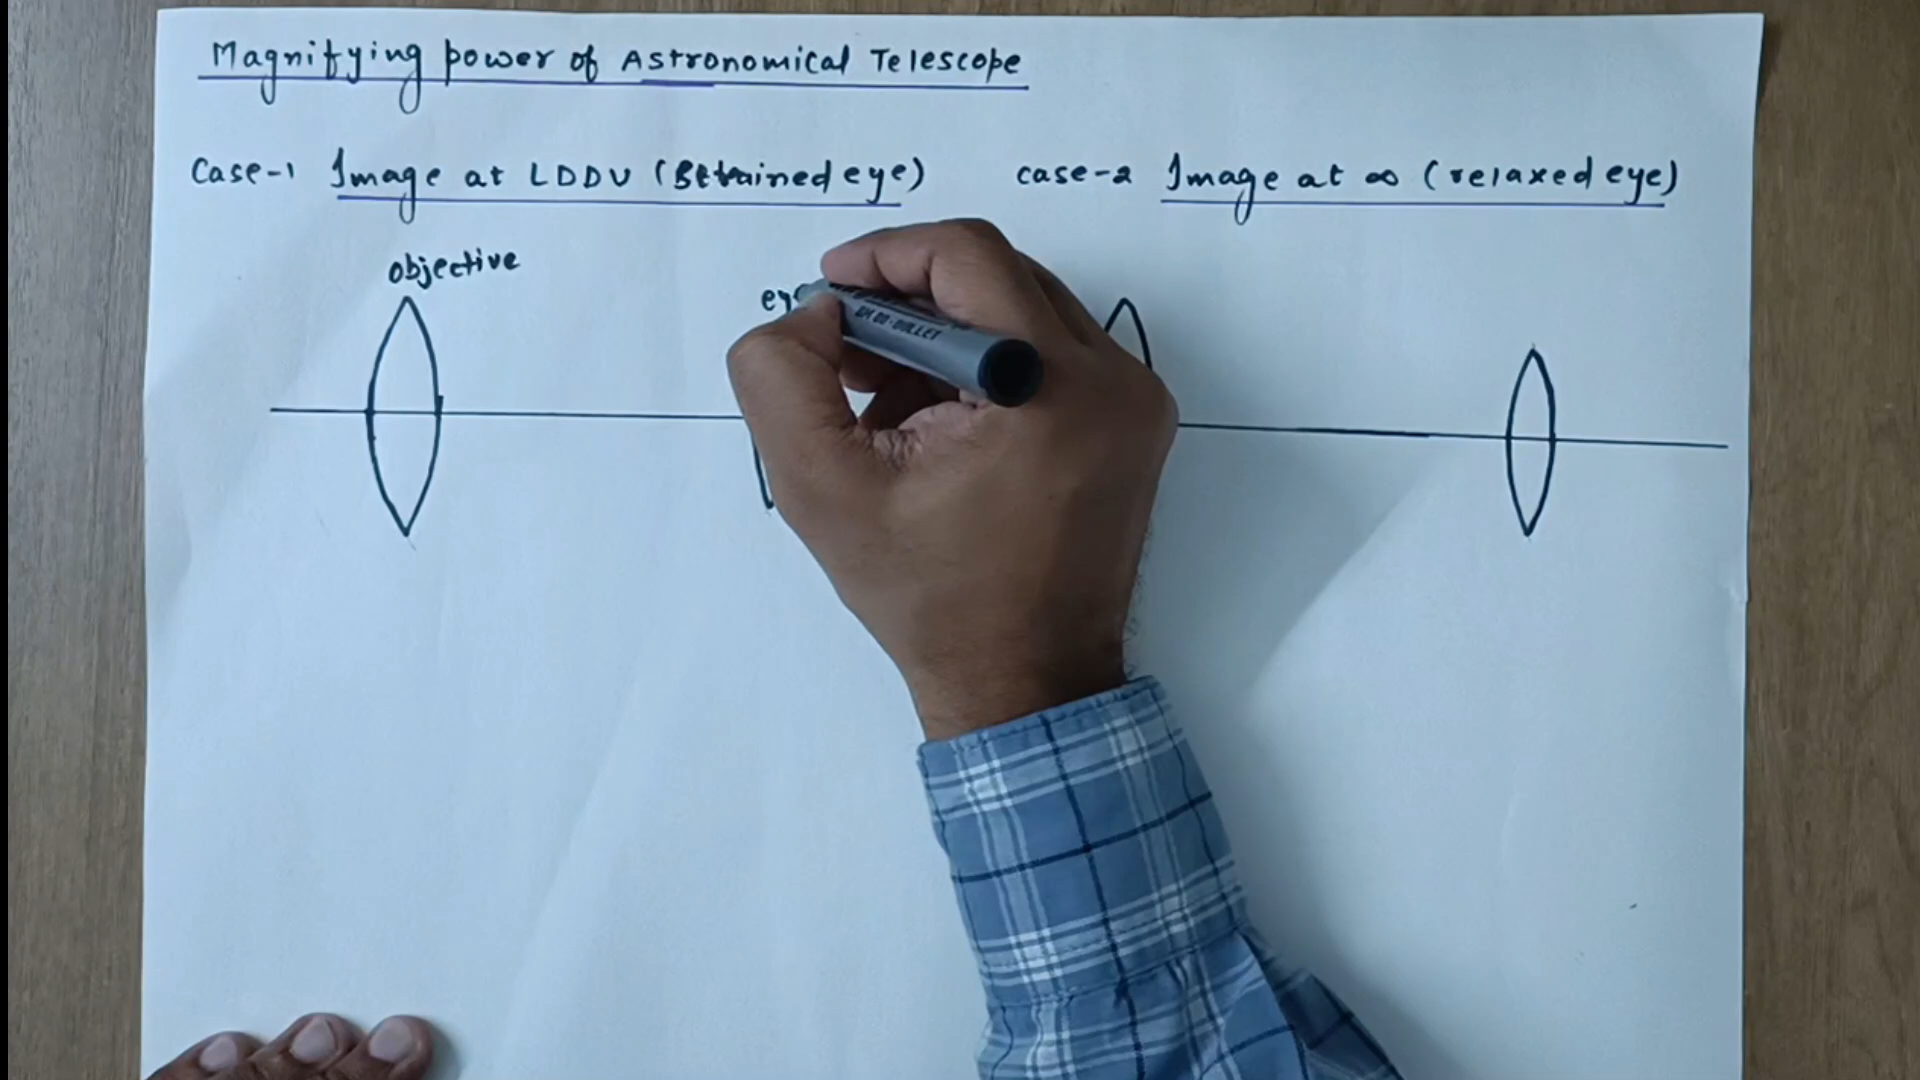 Magnifying power of Astronomical Telescope
Case-1 Image at LDDV (Strained eye)
case-2 Image at ∞ (relaxed eye)
objective
ey